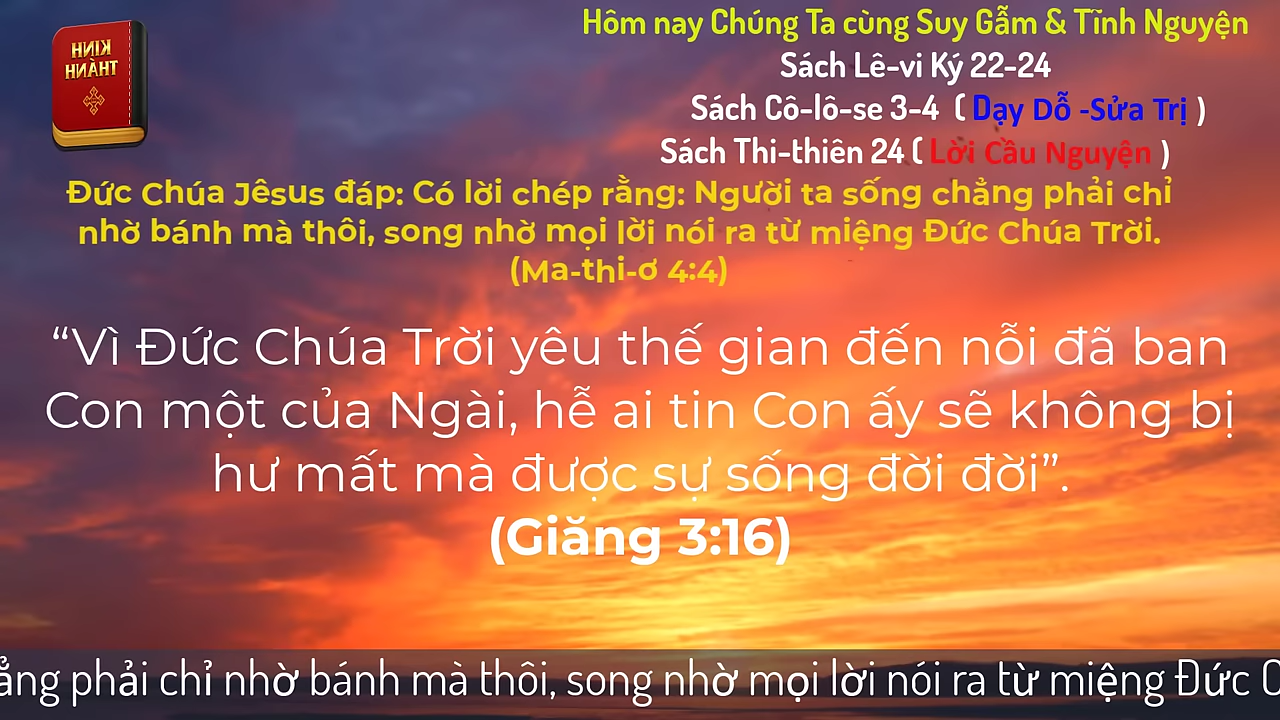 KINH
THÀNH
Hôm nay Chúng Ta cùng Suy Gẫm & Tĩnh Nguyện
Sách Lê-vi Ký 22-24
Sách Cô-lô-se 3-4 ( Dạy Dỗ -Sửa Trị )
Sách Thi-thiên 24 ( Lời Cầu Nguyện )
Đức Chúa Jêsus đáp: Có lời chép rằng: Người ta sống chẳng phải chỉ
nhờ bánh mà thôi, song nhờ mọi lời nói ra từ miệng Đức Chúa Trời.
(Ma-thi-ơ 4:4)
“Vì Đức Chúa Trời yêu thế gian đến nỗi đã ban
Con một của Ngài, hễ ai tin Con ấy sẽ không bị
hư mất mà được sự sống đời đời”.
(Giăng 3:16)
ẳng phải chỉ nhờ bánh mà thôi, song nhờ mọi lời nói ra từ miệng Đức C